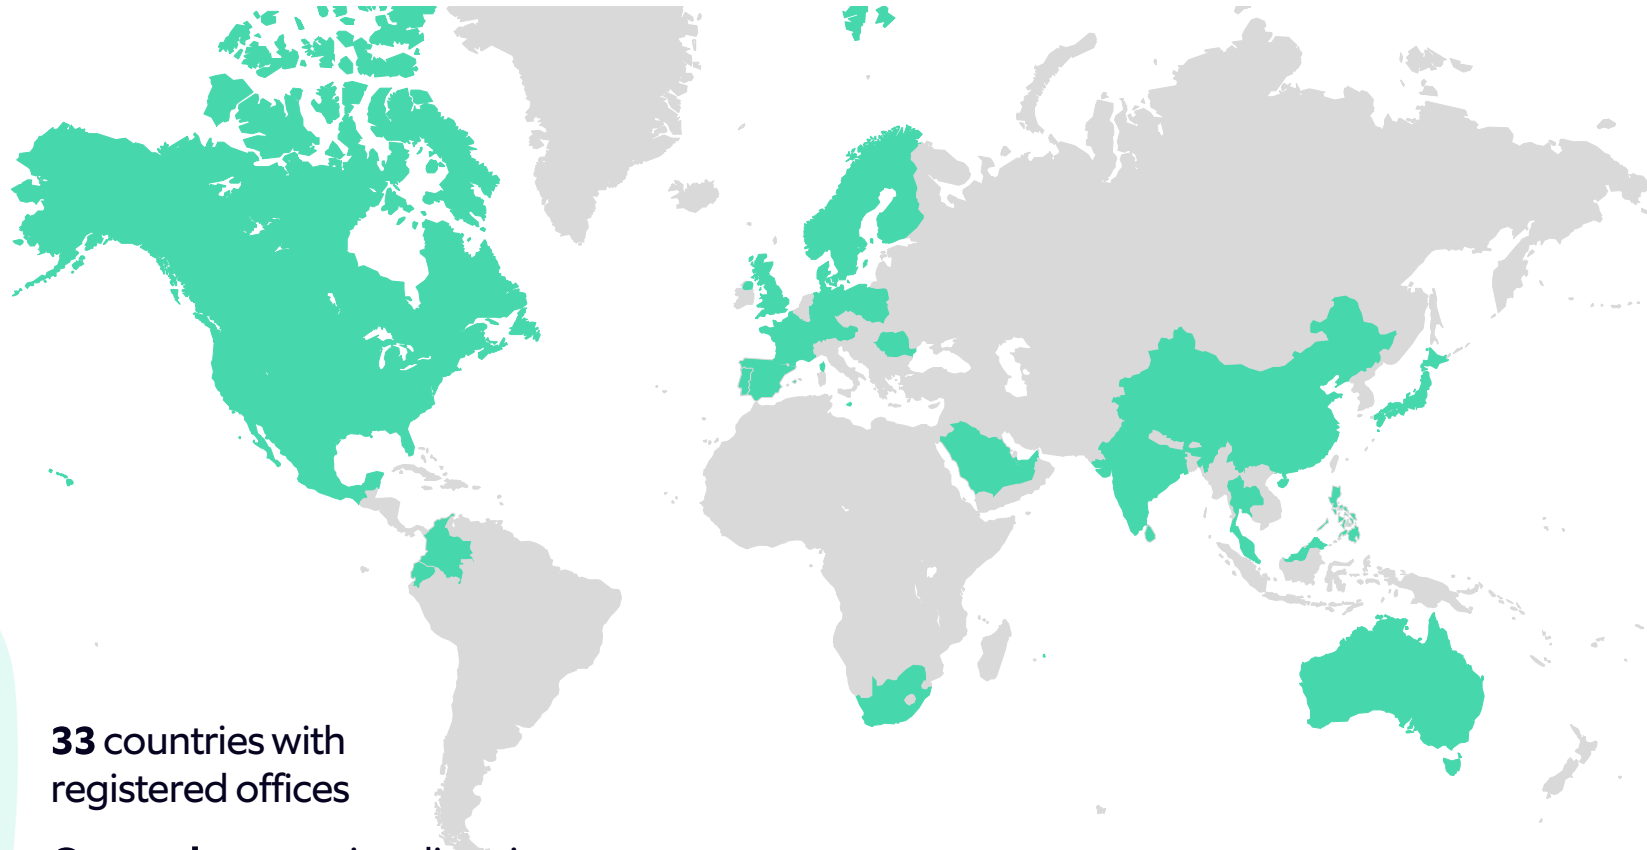 33 countries with
registered offices